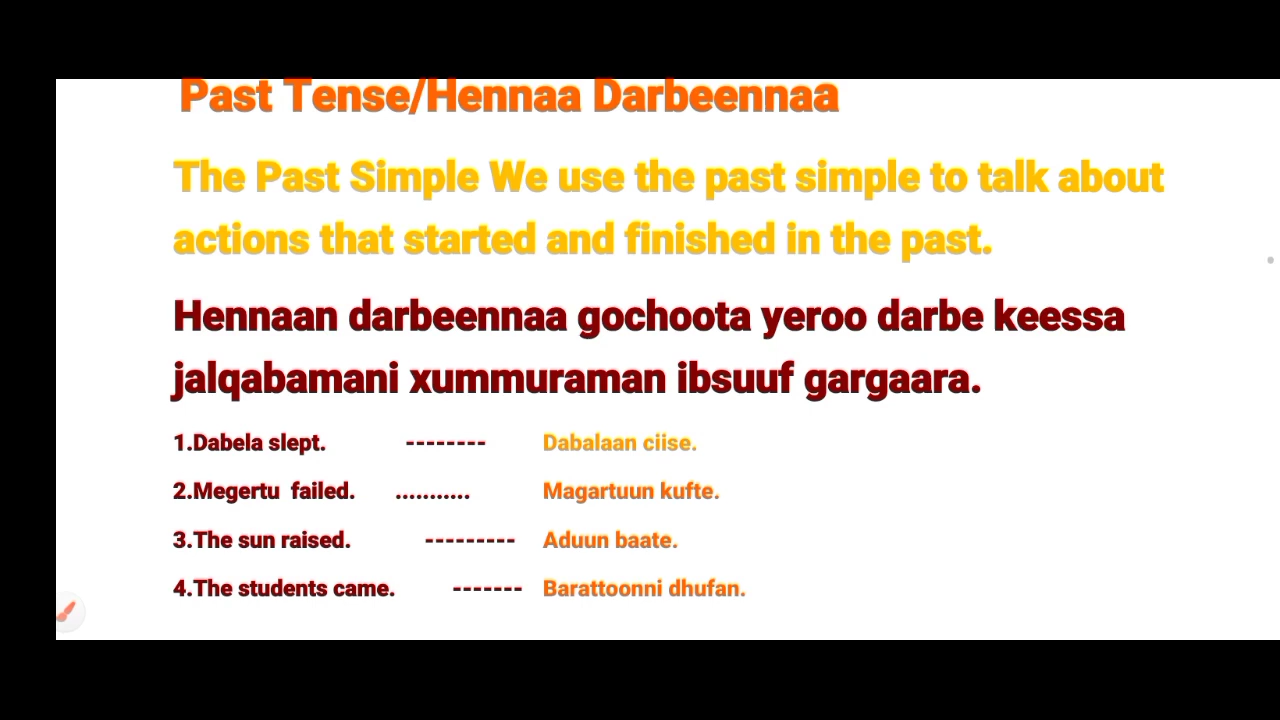 Past Tense/Hennaa Darbeennaa
The Past Simple We use the past simple to talk about
actions that started and finished in the past.
Hennaan darbeennaa gochoota yeroo darbe keessa
jalqabamani xummuraman ibsuuf gargaara.
1.Dabela slept. -------- Dabalaan ciise.
2.Megertu failed. ........... Magartuun kufte.
3.The sun raised. --------- Aduun baate.
4.The students came. ------- Barattoonni dhufan.